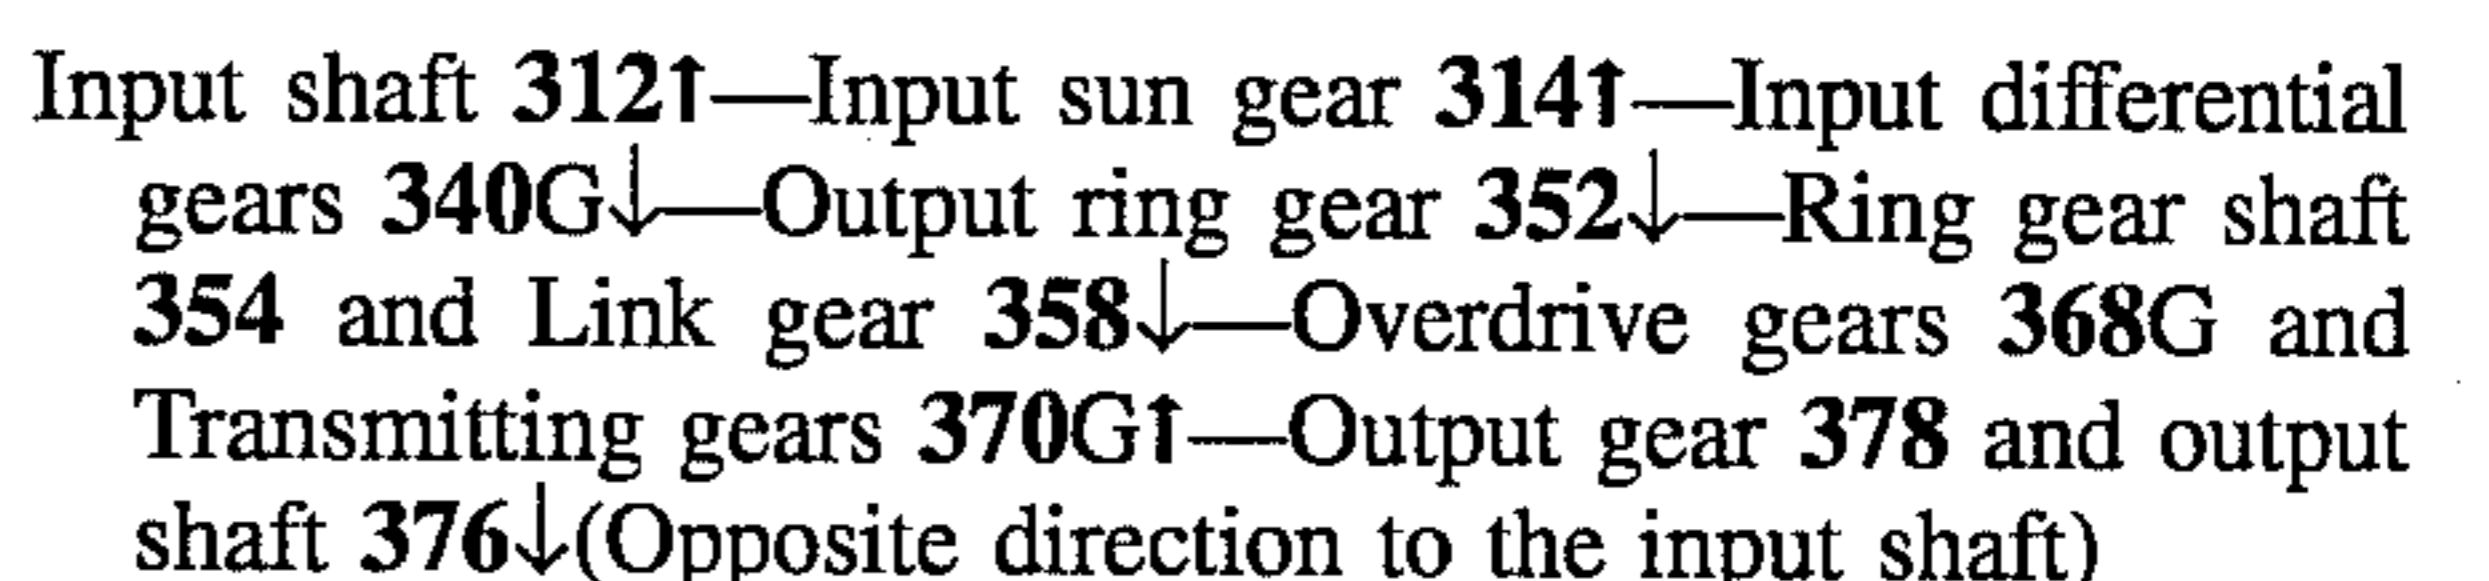 Input shaft 312↑—Input sun gear 314↑—Input differential
gears 340G↓—Output ring gear 352↓—Ring gear shaft
354 and Link gear 358↓—Overdrive gears 368G and
Transmitting gears 370G↑—Output gear 378 and output
shaft 376↓(Opposite direction to the input shaft)